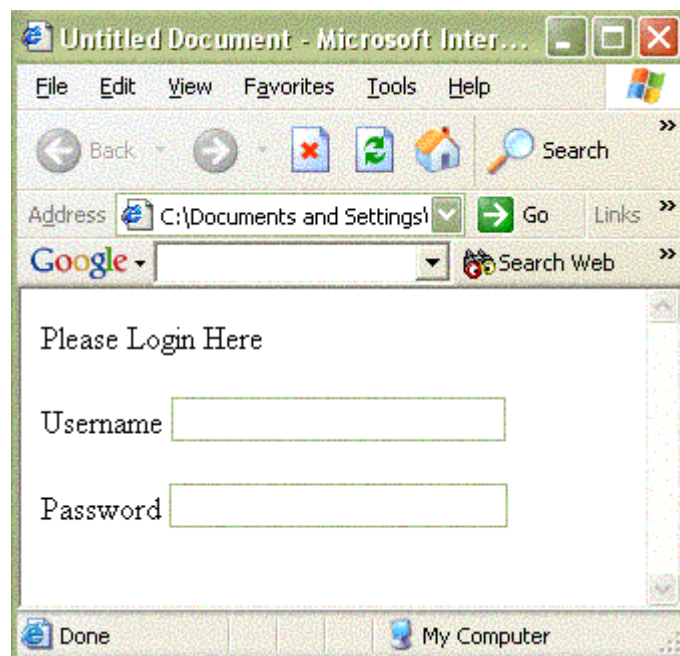 Untitled Document - Microsoft Inter...
File Edit View Favorites Tools Help
Back Search »
Address C:\Documents and Settings\ Go Links »
Google Search Web »
Please Login Here
Username
Password
Done My Computer